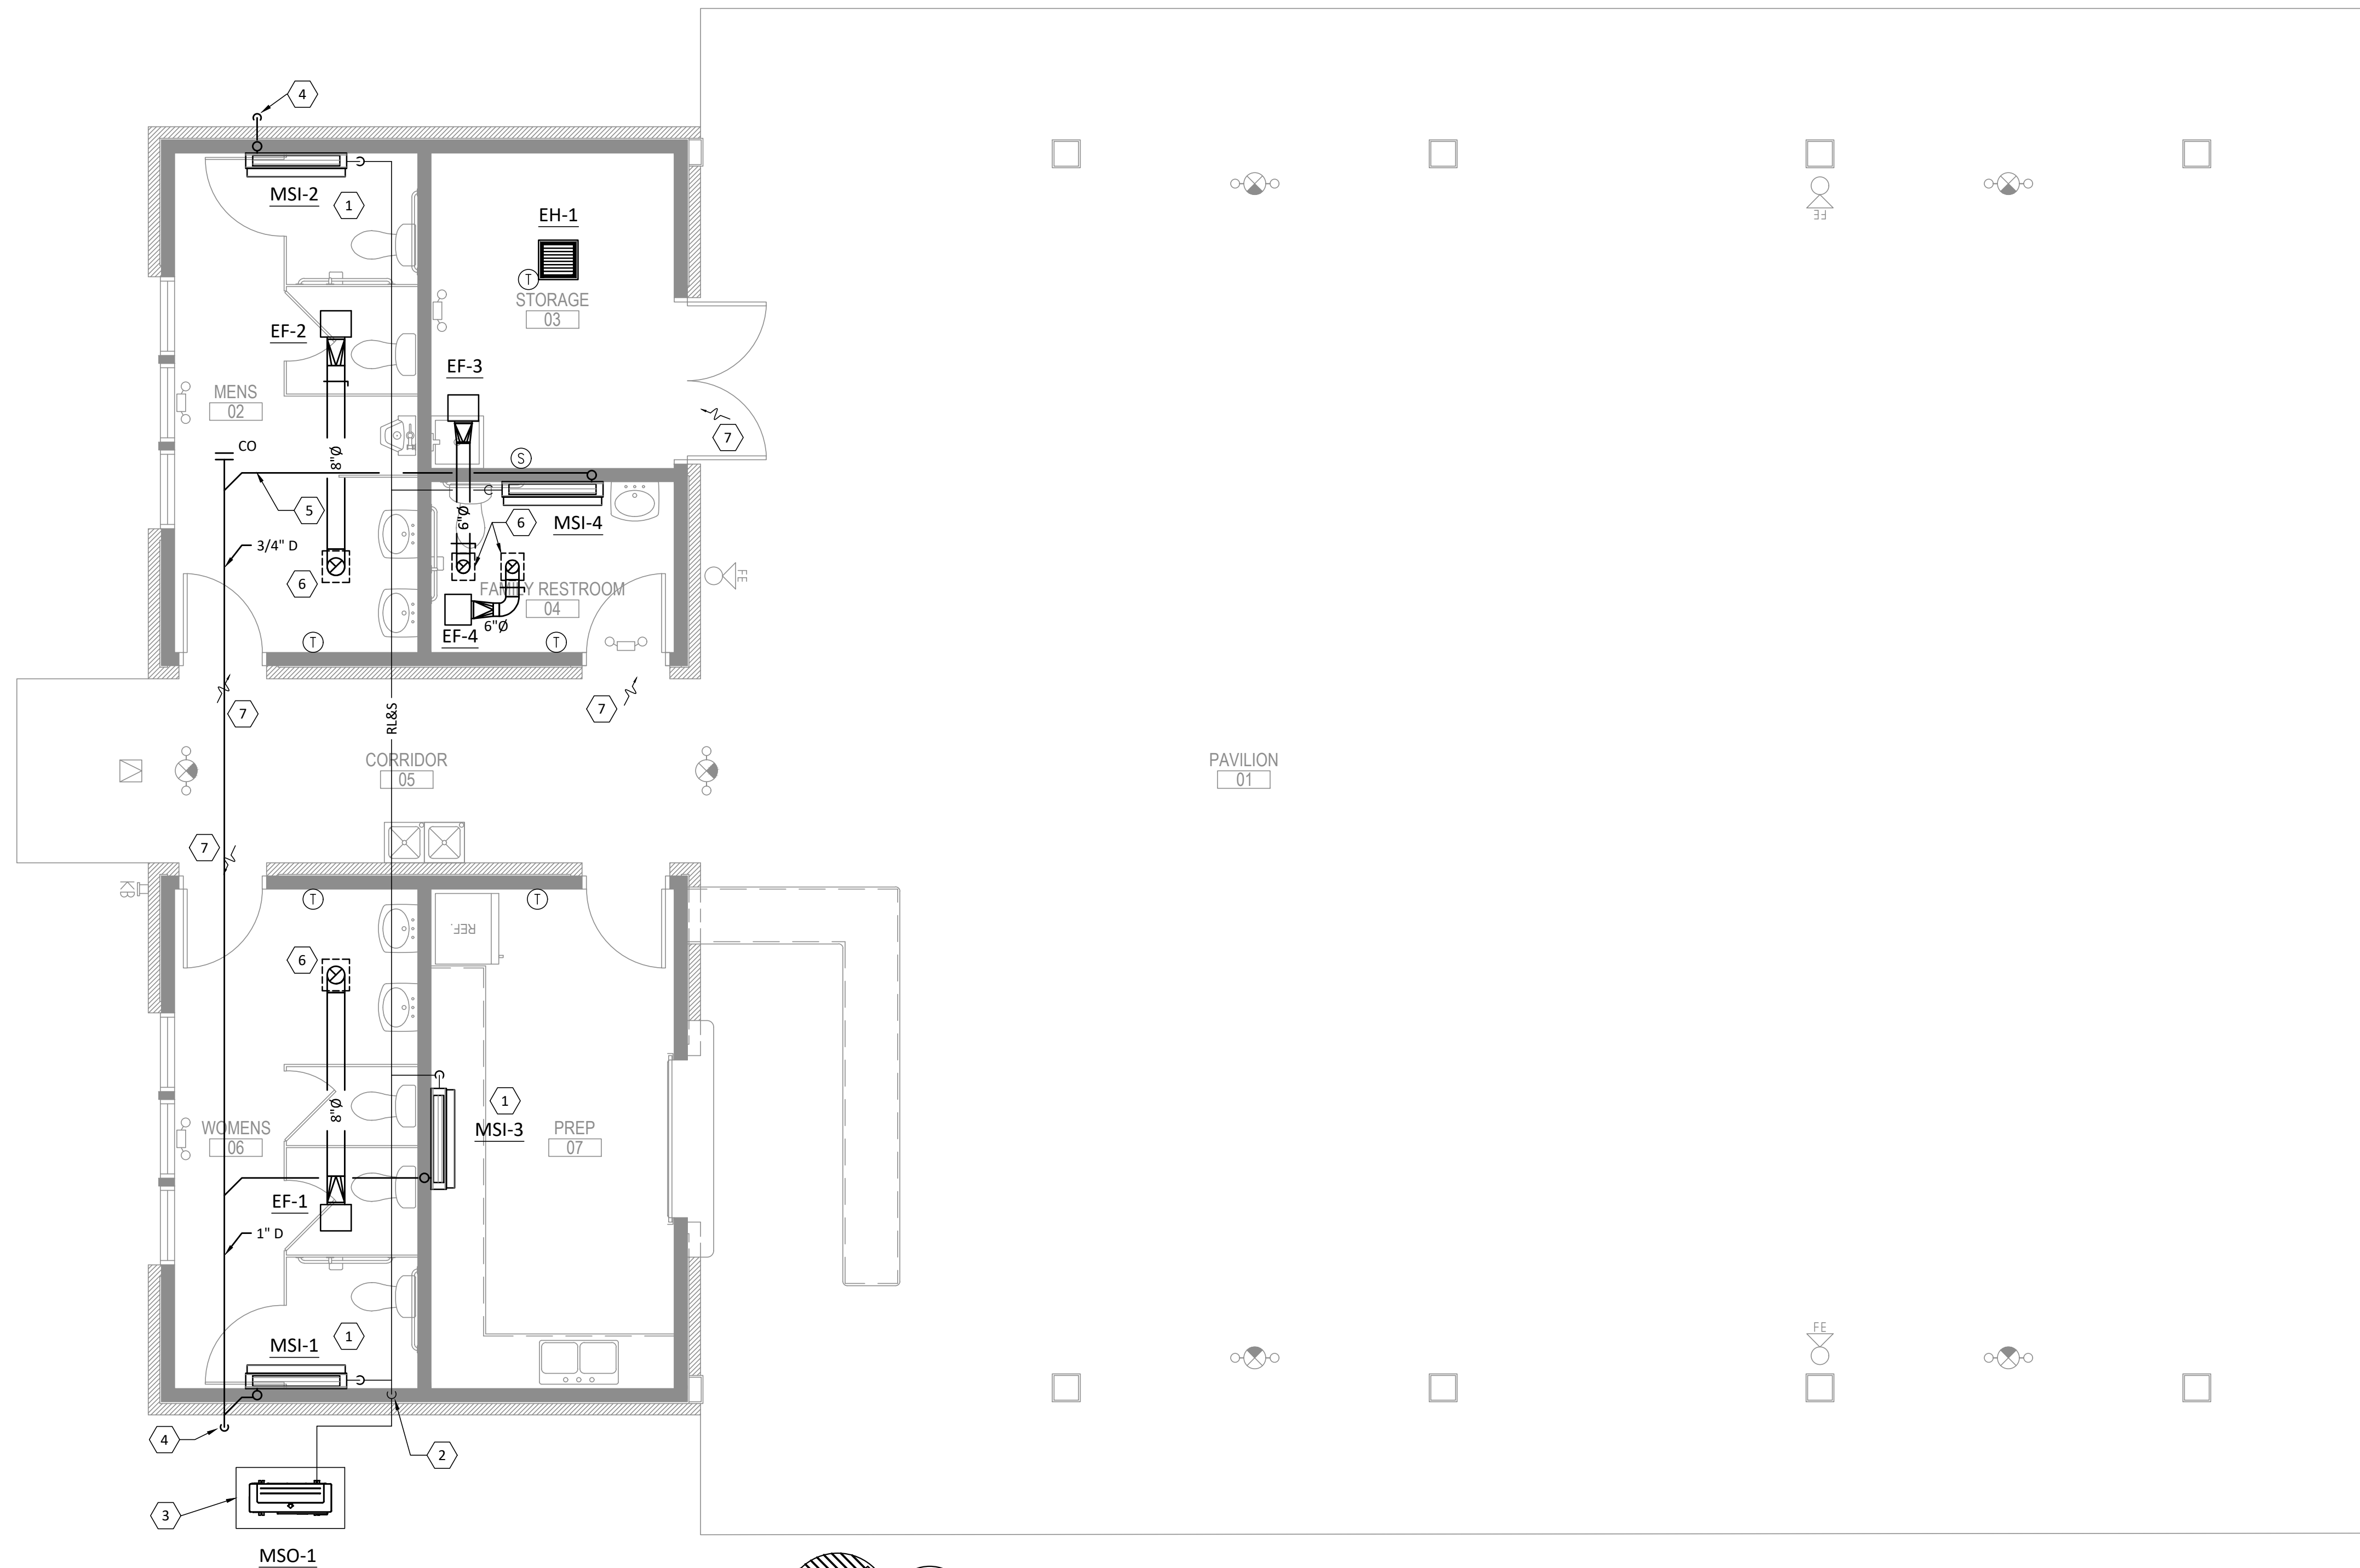 4
MSI-2
1
EH-1
T
STORAGE
03
FE
EF-2
EF-3
MENS
02
7
CO
8"Ø
S
5
6"Ø
6
MSI-4
3/4" D
6
FE
FAMILY RESTROOM
04
6"Ø
EF-4
T
T
7
7
RL&S
CORRIDOR
05
PAVILION
01
7
KB
T
T
REF.
6
1
8"Ø
MSI-3
WOMENS
06
PREP
07
EF-1
1" D
MSI-1
1
FE
4
2
3
MSO-1